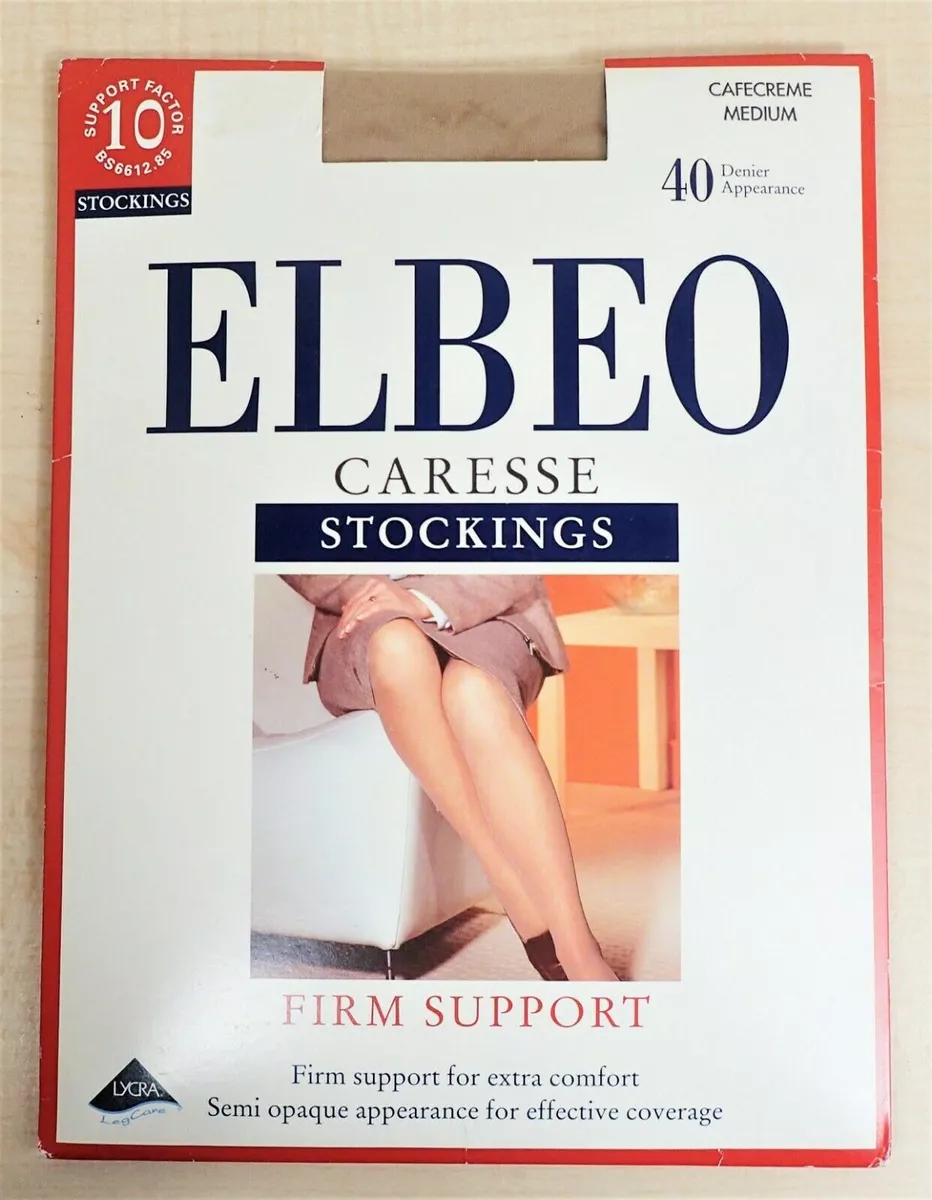 SUPPORT FACTOR
10
BS6612.85
STOCKINGS
CAFECREME
MEDIUM
40 Denier
Appearance
ELBEO
CARESSE
STOCKINGS
FIRM SUPPORT
Firm support for extra comfort
Semi opaque appearance for effective coverage
LYCRA
LegCare